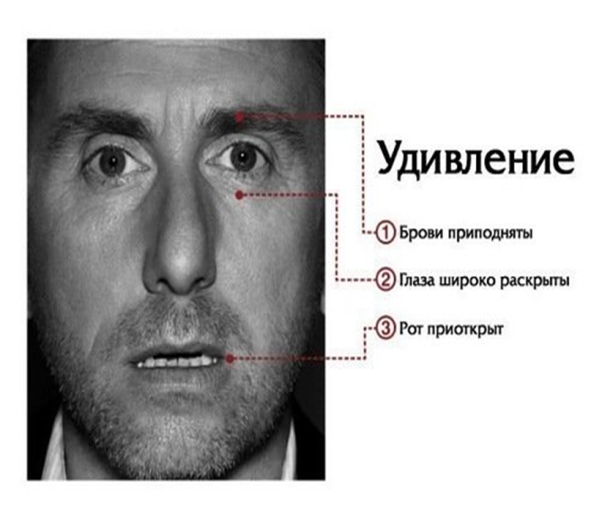 Удивление
1 Брови приподняты
2 Глаза широко раскрыты
3 Рот приоткрыт